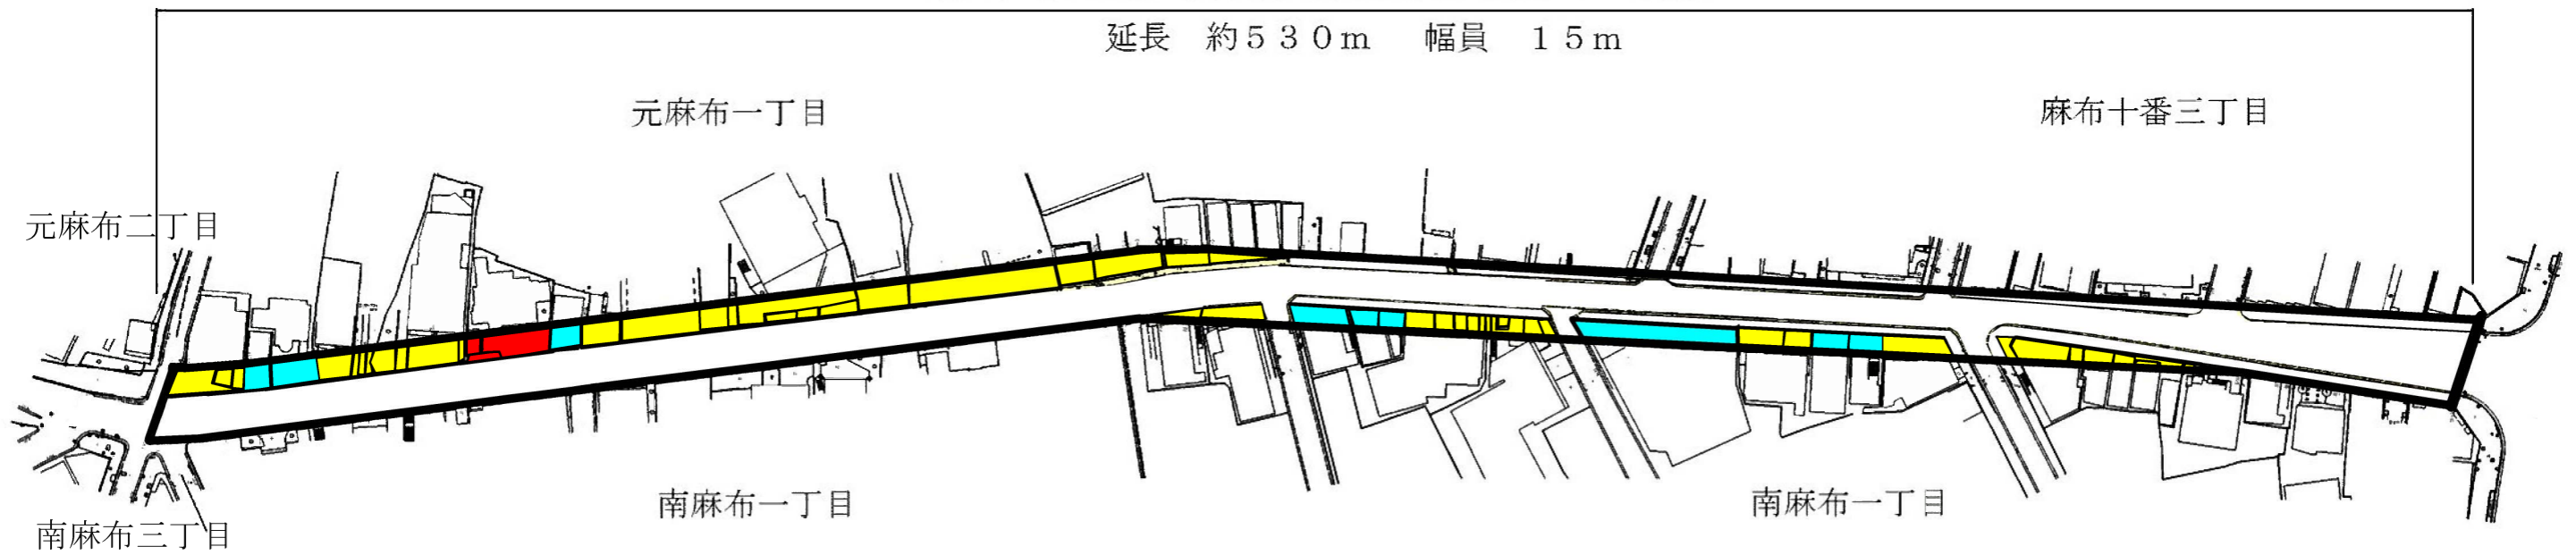 延長　約５３０ｍ　幅員　１５ｍ
元麻布一丁目
麻布十番三丁目
元麻布二丁目
南麻布一丁目
南麻布一丁目
南麻布三丁目